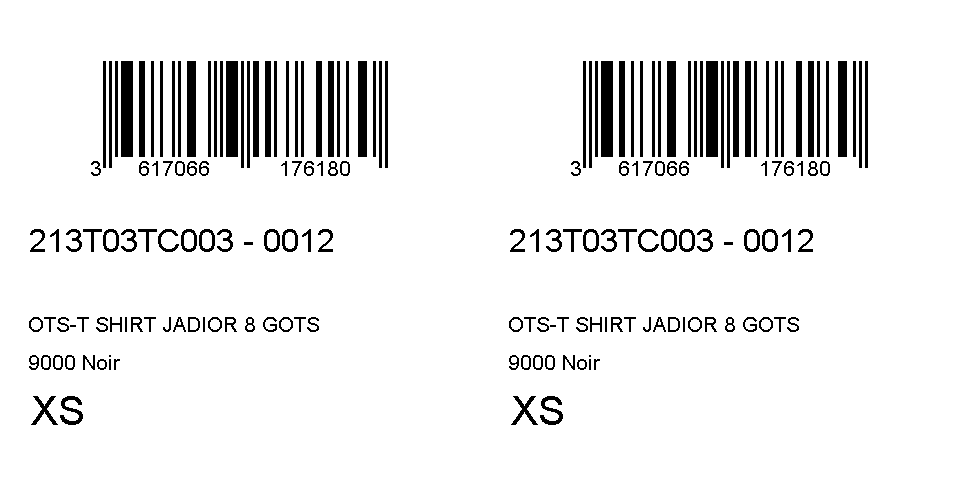 3 617066 176180
213T03TC003 - 0012
OTS-T SHIRT JADIOR 8 GOTS
9000 Noir
XS
3 617066 176180
213T03TC003 - 0012
OTS-T SHIRT JADIOR 8 GOTS
9000 Noir
XS